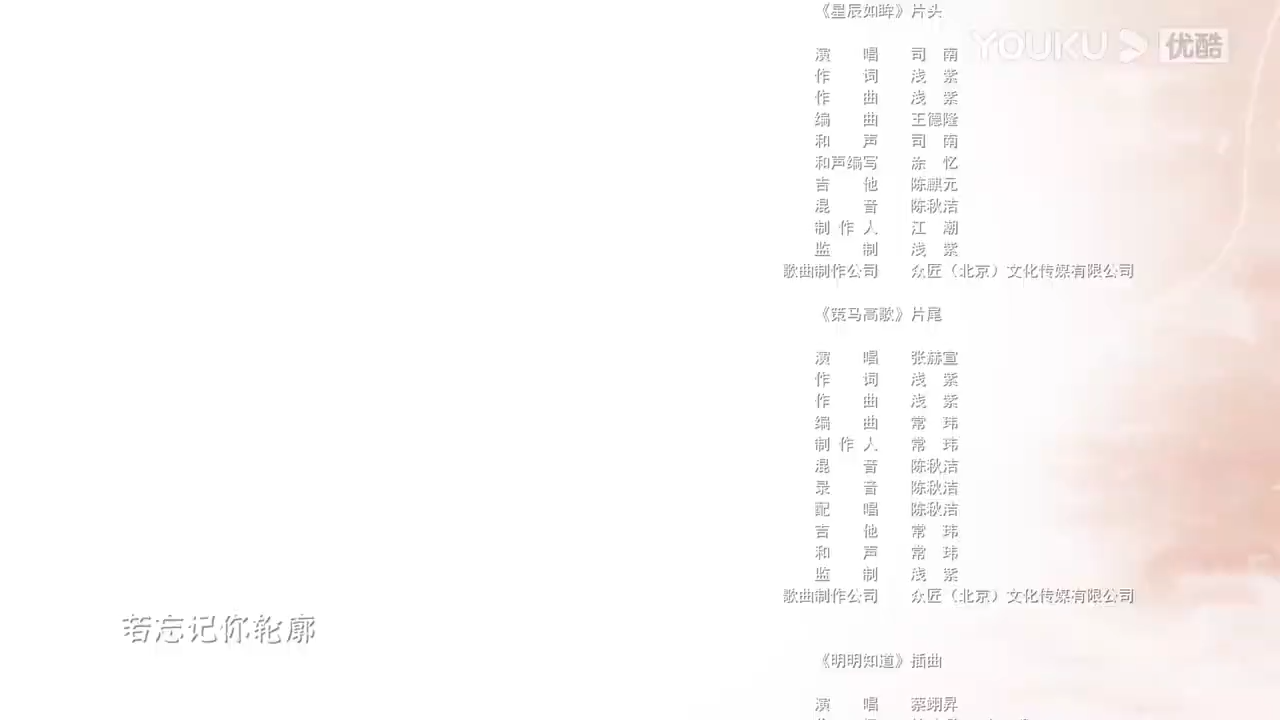 《星辰如眸》片头
YOUKU 优酷
演 唱 司 南
作 词 浅 紫
作 曲 浅 紫
编 曲 王德隆
和 声 司 南
和声编写 涂 忆
吉 他 陈麒元
混 音 陈秋洁
制 作 人 江 潮
监 制 浅 紫
歌曲制作公司 众匠（北京）文化传媒有限公司
《策马高歌》片尾
演 唱 张赫宣
作 词 浅 紫
作 曲 浅 紫
编 曲 常 玮
制 作 人 常 玮
混 音 陈秋洁
录 音 陈秋洁
配 唱 陈秋洁
吉 他 常 玮
和 声 常 玮
监 制 浅 紫
歌曲制作公司 众匠（北京）文化传媒有限公司
若忘记你轮廓
《明明知道》插曲
演 唱 蔡翊昇